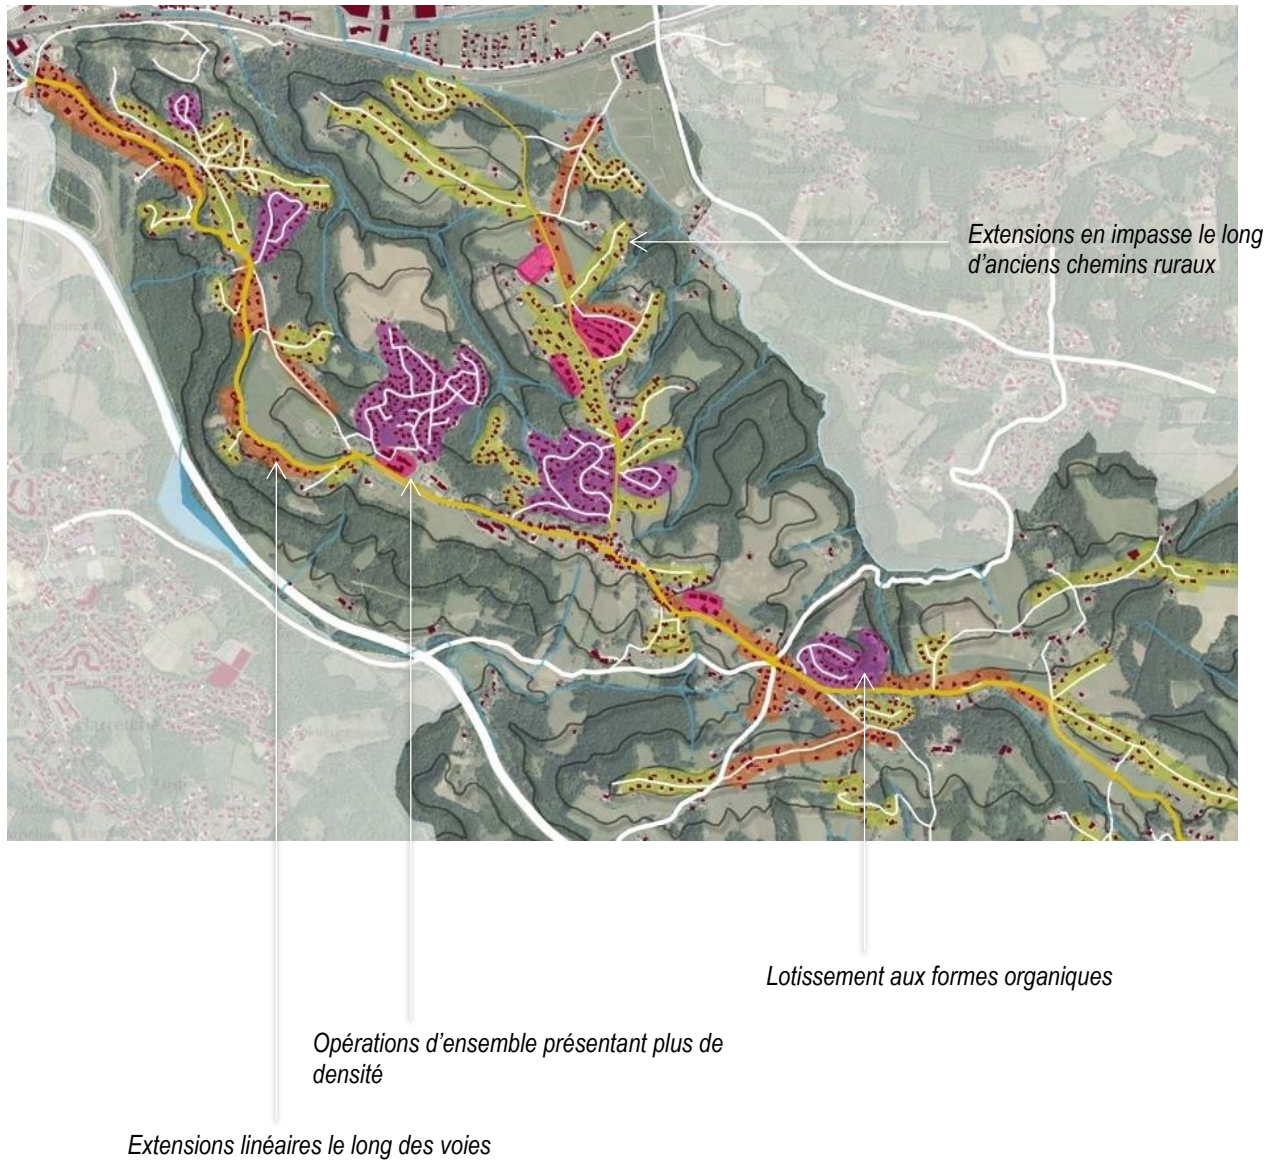 Extensions en impasse le long
d’anciens chemins ruraux
Lotissement aux formes organiques
Opérations d’ensemble présentant plus de
densité
Extensions linéaires le long des voies